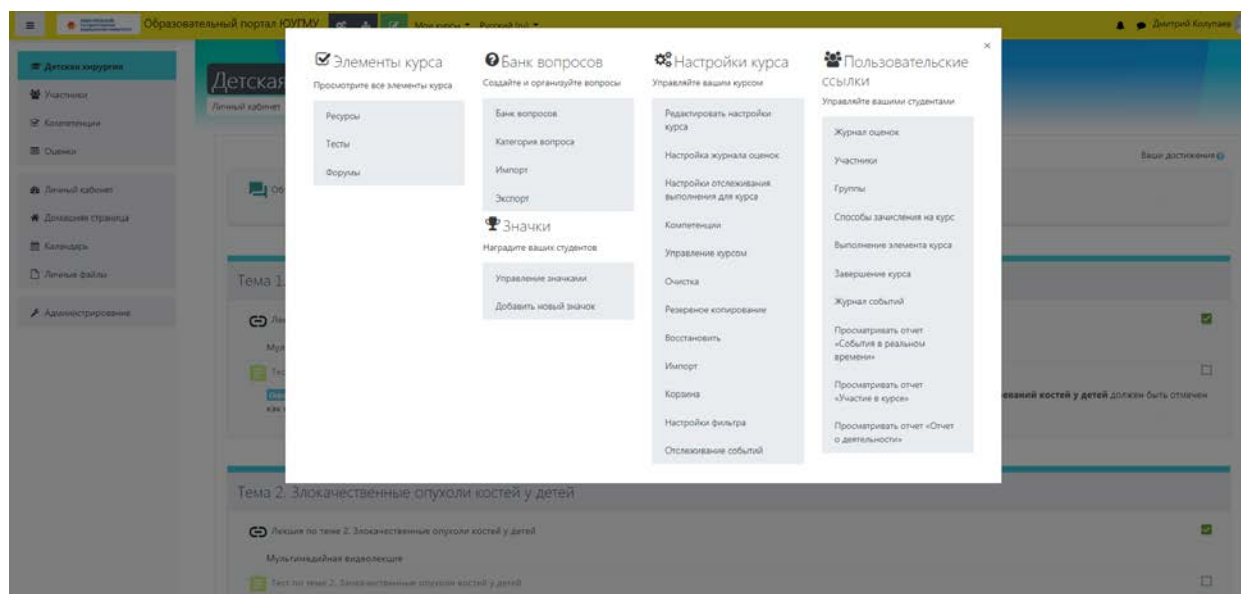 Образовательный портал ЮУГМУ
Мои курсы Русский (ru)
Дмитрий Колупаев
Детская хирургия
Участники
Компетенции
Оценки
Личный кабинет
Домашняя страница
Календарь
Личные файлы
Администрирование
Детская
Личный кабинет
Ваши достижения
Тема 1.
×
Элементы курса
Просмотрите все элементы курса
Ресурсы
Тесты
Форумы
Банк вопросов
Создайте и организуйте вопросы
Банк вопросов
Категория вопроса
Импорт
Экспорт
Значки
Наградите ваших студентов
Управление значками
Добавить новый значок
Настройки курса
Управляйте вашим курсом
Редактировать настройки
курса
Настройка журнала оценок
Настройки отслеживания
выполнения для курса
Компетенции
Управление курсом
Очистка
Резервное копирование
Восстановить
Импорт
Корзина
Настройки фильтра
Отслеживание событий
Пользовательские
ссылки
Управляйте вашими студентами
Журнал оценок
Участники
Группы
Способы зачисления на курс
Выполнение элемента курса
Завершение курса
Журнал событий
Просматривать отчет
«События в реальном
времени»
Просматривать отчет
«Участие в курсе»
Просматривать отчет «Отчет
о деятельности»
костей у детей должен быть отмечен
Тема 2. Злокачественные опухоли костей у детей
Лекция по теме 2. Злокачественные опухоли костей у детей
Мультимедийная видеолекция
Тест по теме 2. Злокачественные опухоли костей у детей